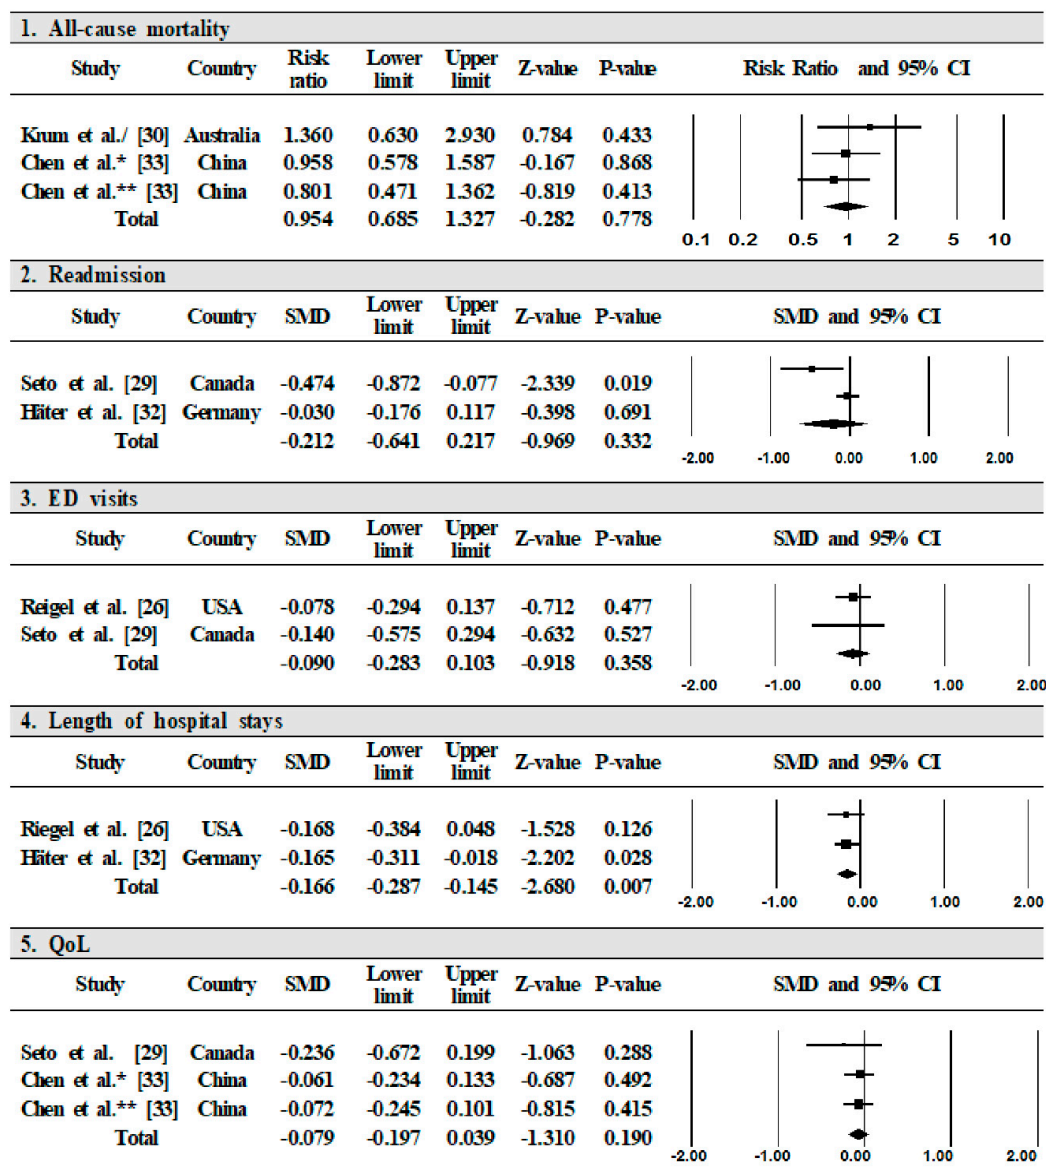 1. All-cause mortality
Study Country Risk ratio Lower limit Upper limit Z-value P-value Risk Ratio and 95% CI
Krum et al./ [30] Australia 1.360 0.630 2.930 0.784 0.433
Chen et al.* [33] China 0.958 0.578 1.587 -0.167 0.868
Chen et al.** [33] China 0.801 0.471 1.362 -0.819 0.413
Total 0.954 0.685 1.327 -0.282 0.778
0.1 0.2 0.5 1 2 5 10
2. Readmission
Study Country SMD Lower limit Upper limit Z-value P-value SMD and 95% CI
Seto et al. [29] Canada -0.474 -0.872 -0.077 -2.339 0.019
Häter et al. [32] Germany -0.030 -0.176 0.117 -0.398 0.691
Total -0.212 -0.641 0.217 -0.969 0.332
-2.00 -1.00 0.00 1.00 2.00
3. ED visits
Study Country SMD Lower limit Upper limit Z-value P-value SMD and 95% CI
Reigel et al. [26] USA -0.078 -0.294 0.137 -0.712 0.477
Seto et al. [29] Canada -0.140 -0.575 0.294 -0.632 0.527
Total -0.090 -0.283 0.103 -0.918 0.358
-2.00 -1.00 0.00 1.00 2.00
4. Length of hospital stays
Study Country SMD Lower limit Upper limit Z-value P-value SMD and 95% CI
Riegel et al. [26] USA -0.168 -0.384 0.048 -1.528 0.126
Häter et al. [32] Germany -0.165 -0.311 -0.018 -2.202 0.028
Total -0.166 -0.287 -0.145 -2.680 0.007
-2.00 -1.00 0.00 1.00 2.00
5. QoL
Study Country SMD Lower limit Upper limit Z-value P-value SMD and 95% CI
Seto et al. [29] Canada -0.236 -0.672 0.199 -1.063 0.288
Chen et al.* [33] China -0.061 -0.234 0.133 -0.687 0.492
Chen et al.** [33] China -0.072 -0.245 0.101 -0.815 0.415
Total -0.079 -0.197 0.039 -1.310 0.190
-2.00 -1.00 0.00 1.00 2.00